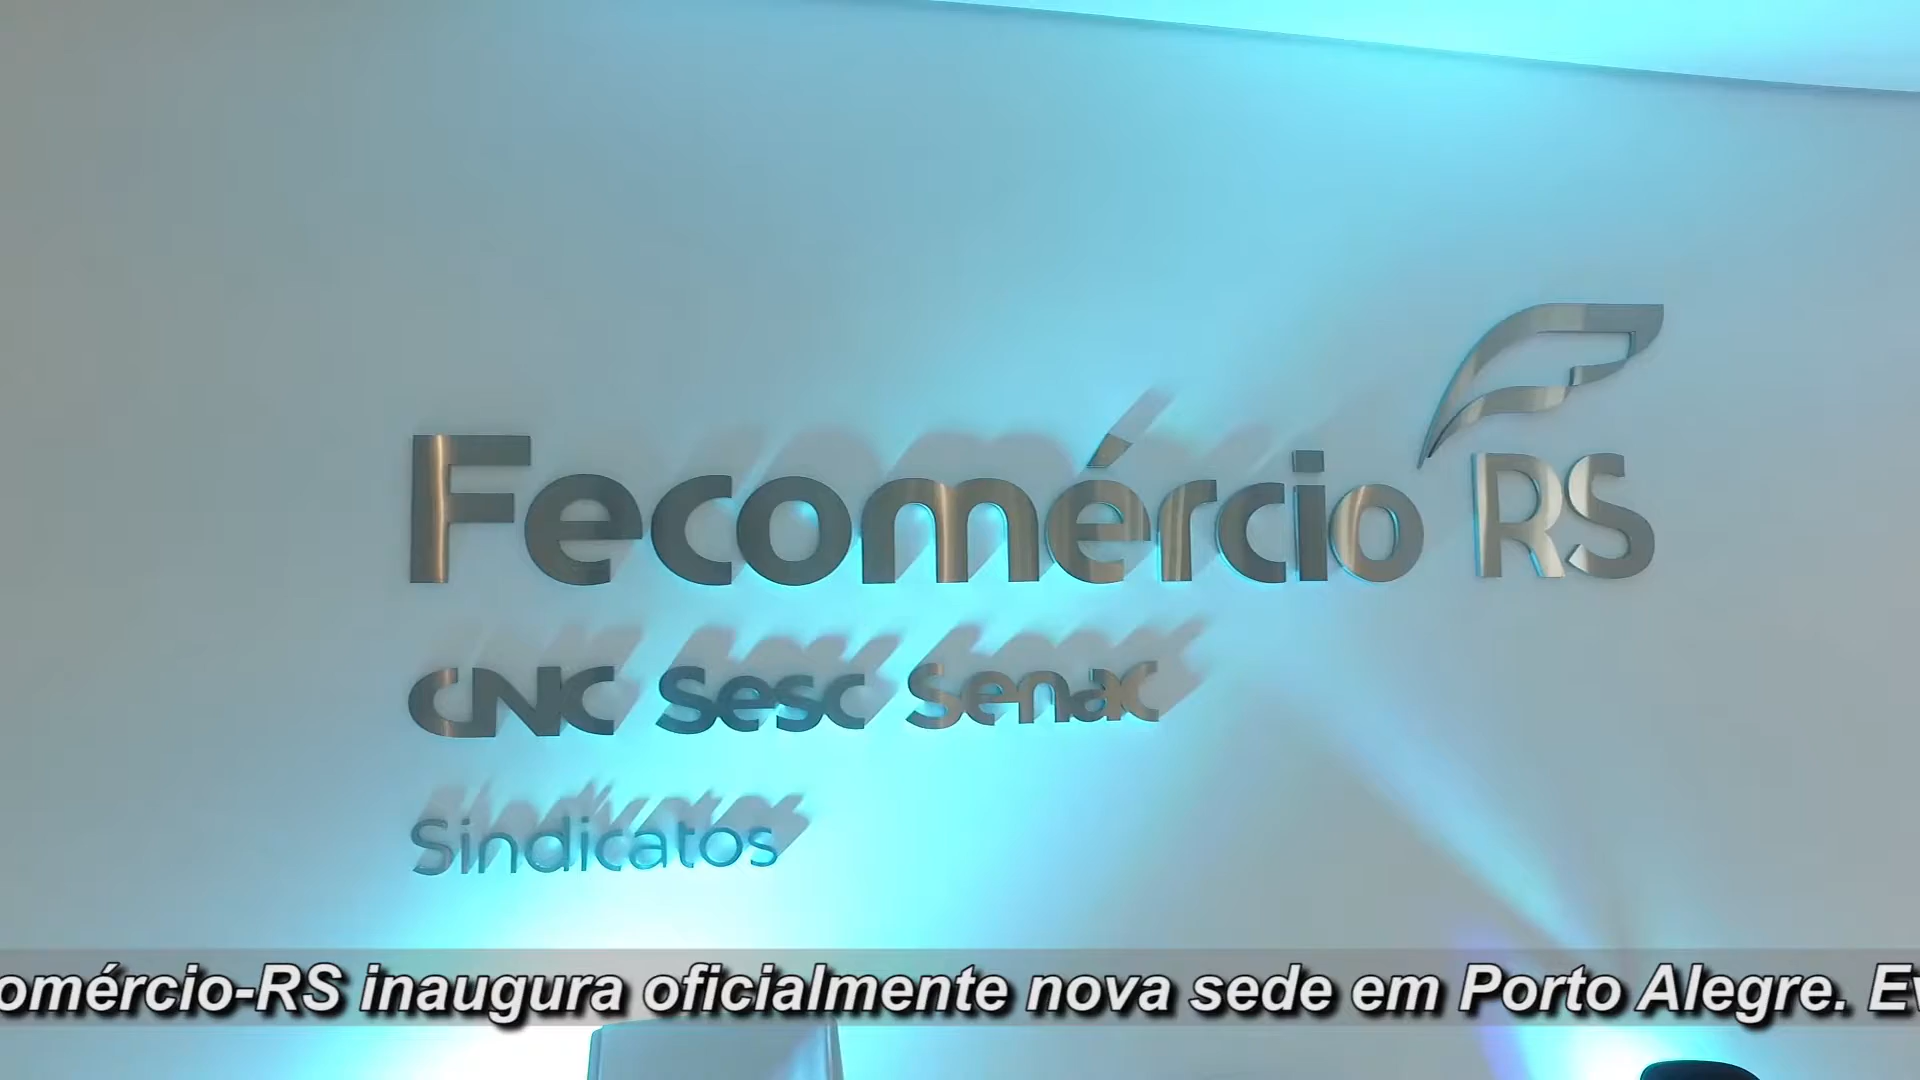 Fecomércio RS
CNC Sesc Senac
Sindicatos
omércio-RS inaugura oficialmente nova sede em Porto Alegre.